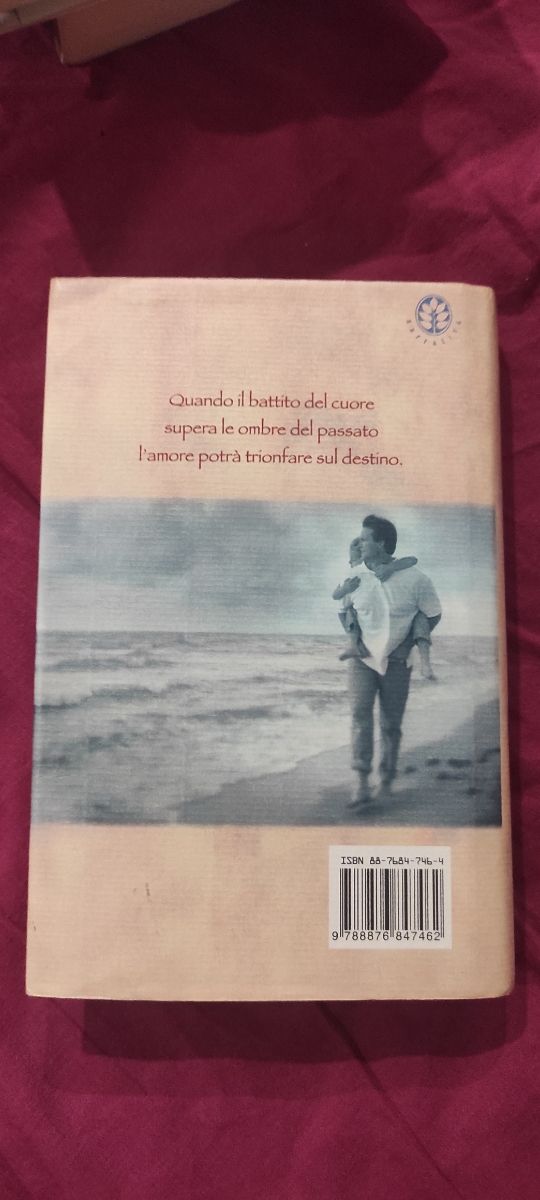 Quando il battito del cuore
supera le ombre del passato
l'amore potrà trionfare sul destino.
ISBN 88-7684-746-4
9 788876 847462